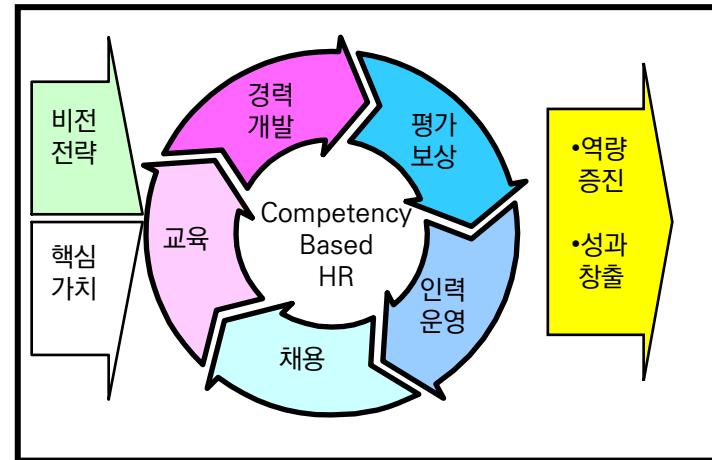 비전
전략
핵심
가치
경력
개발
평가
보상
인력
운영
채용
교육
Competency
Based
HR
•역량
증진
•성과
창출